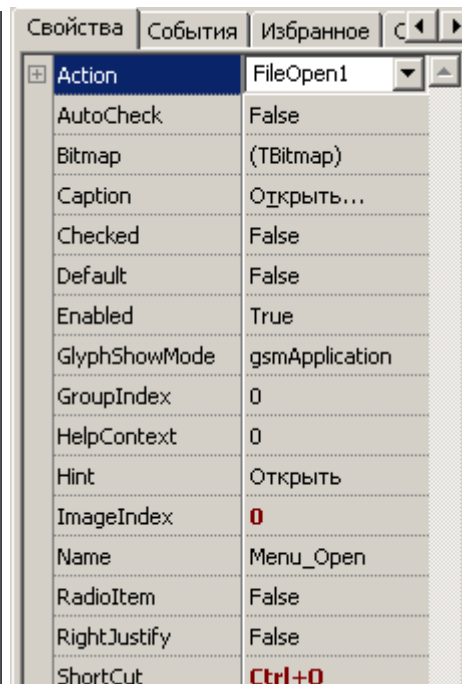 Свойства События Избранное С
Action FileOpen1
AutoCheck False
Bitmap (TBitmap)
Caption Открыть...
Checked False
Default False
Enabled True
GlyphShowMode gsmApplication
GroupIndex 0
HelpContext 0
Hint Открыть
ImageIndex 0
Name Menu_Open
RadioItem False
RightJustify False
ShortCut Ctrl+O